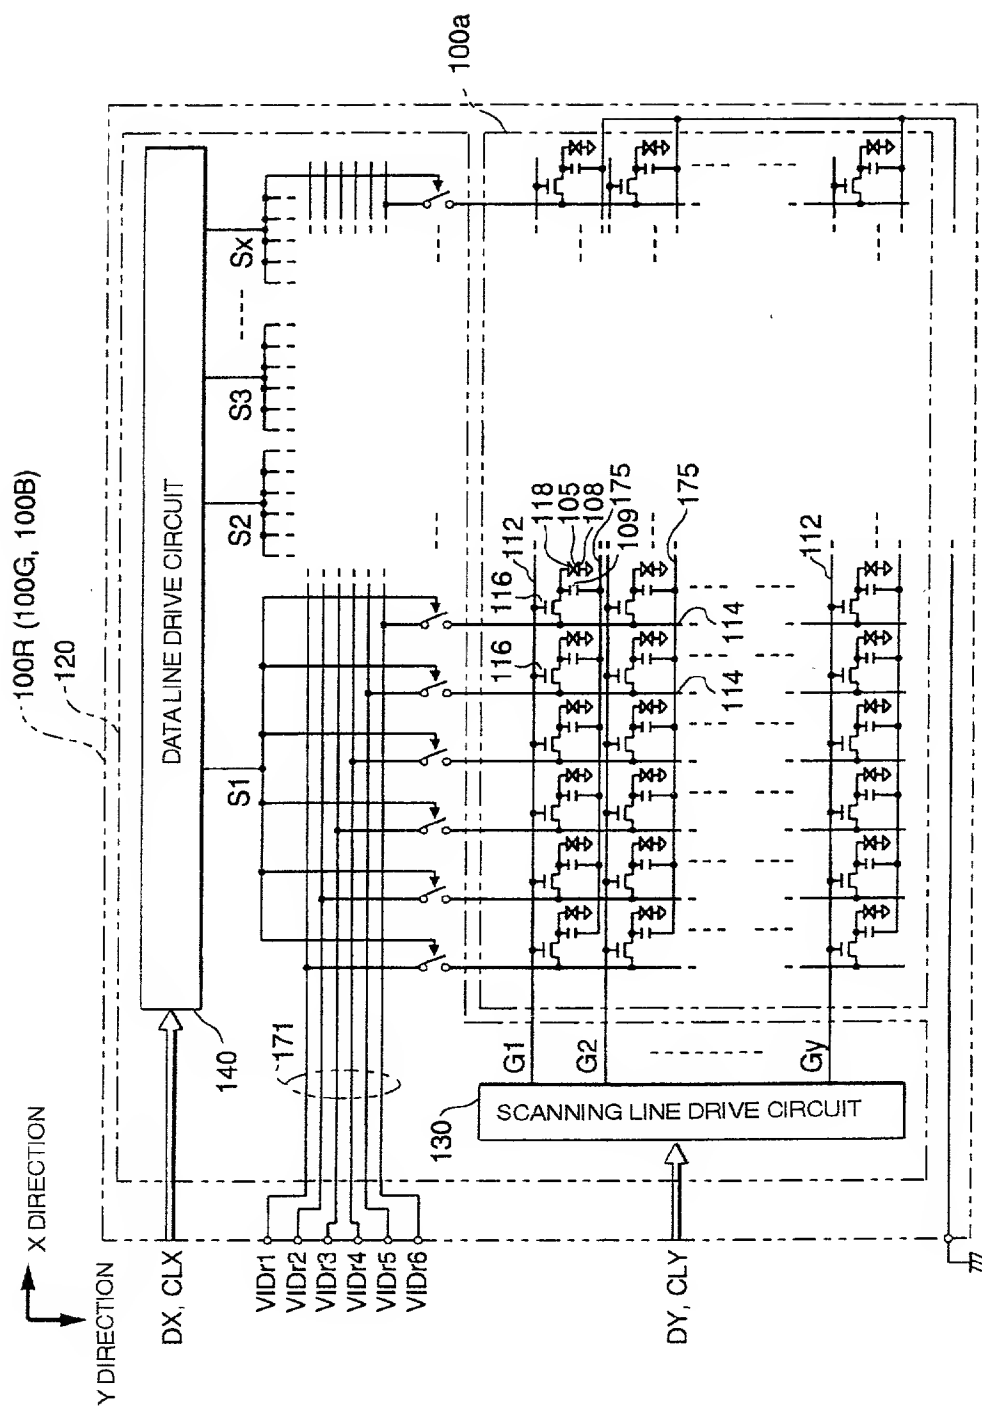 100R (100G, 100B)
120
100a
X DIRECTION
Y DIRECTION
DX, CLX
DATA LINE DRIVE CIRCUIT
140
S1
S2
S3
Sx
171
VIDr1
VIDr2
VIDr3
VIDr4
VIDr5
VIDr6
112
116
116
118
105
108
109
175
175
114
114
112
G1
G2
Gy
130
SCANNING LINE DRIVE CIRCUIT
DY, CLY